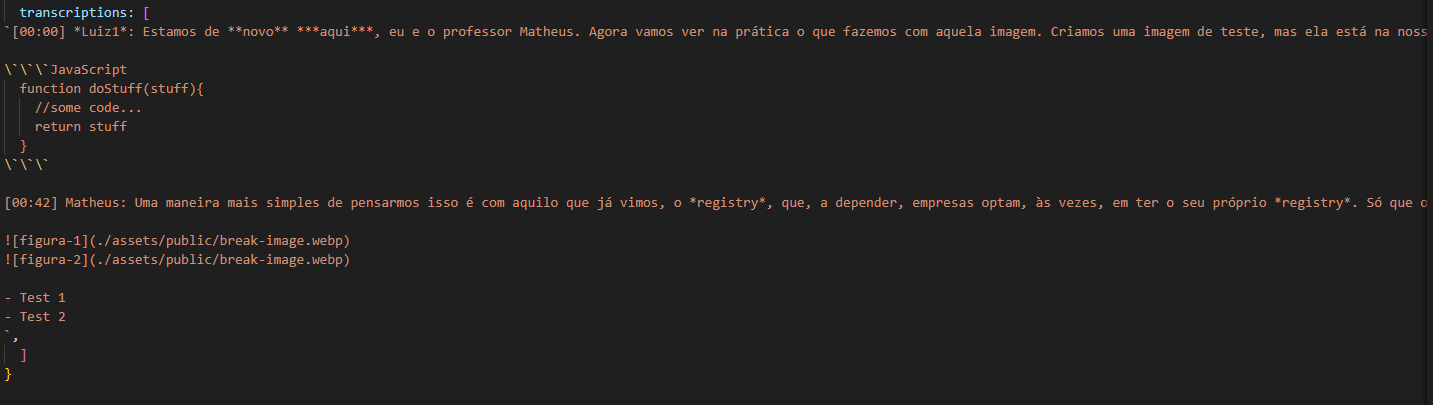 transcriptions: [
`[00:00] *Luiz1*: Estamos de **novo** ***aqui***, eu e o professor Matheus. Agora vamos ver na prática o que fazemos com aquela imagem. Criamos uma imagem de teste, mas ela está na noss
\`\`\`JavaScript
function doStuff(stuff){
//some code...
return stuff
}
\`\`\`
[00:42] Matheus: Uma maneira mais simples de pensarmos isso é com aquilo que já vimos, o *registry*, que, a depender, empresas optam, às vezes, em ter o seu próprio *registry*. Só que o
![figura-1](./assets/public/break-image.webp)
![figura-2](./assets/public/break-image.webp)
- Test 1
- Test 2
`,
]
}